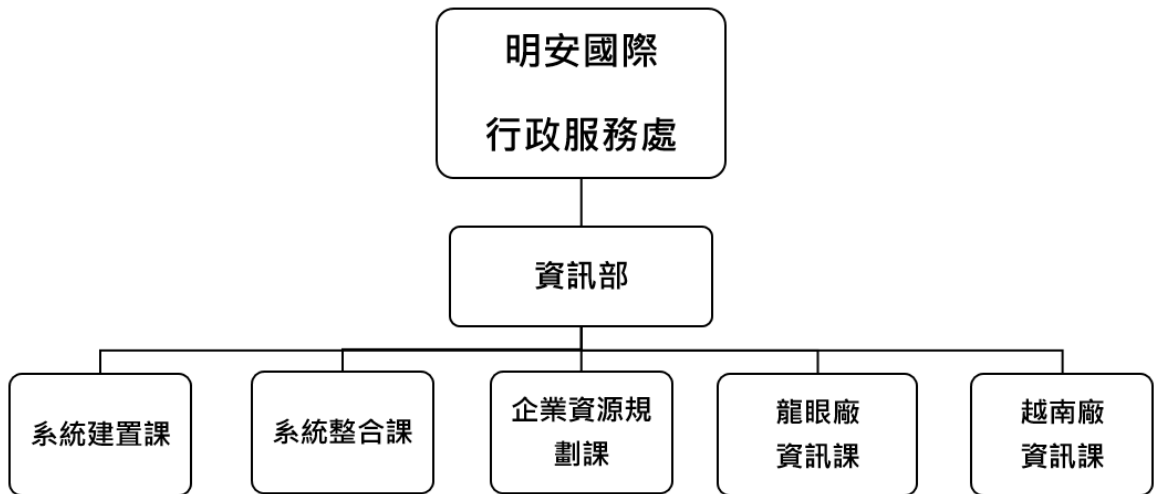 明安國際
行政服務處
資訊部
系統建置課
系統整合課
企業資源規
劃課
龍眼廠
資訊課
越南廠
資訊課